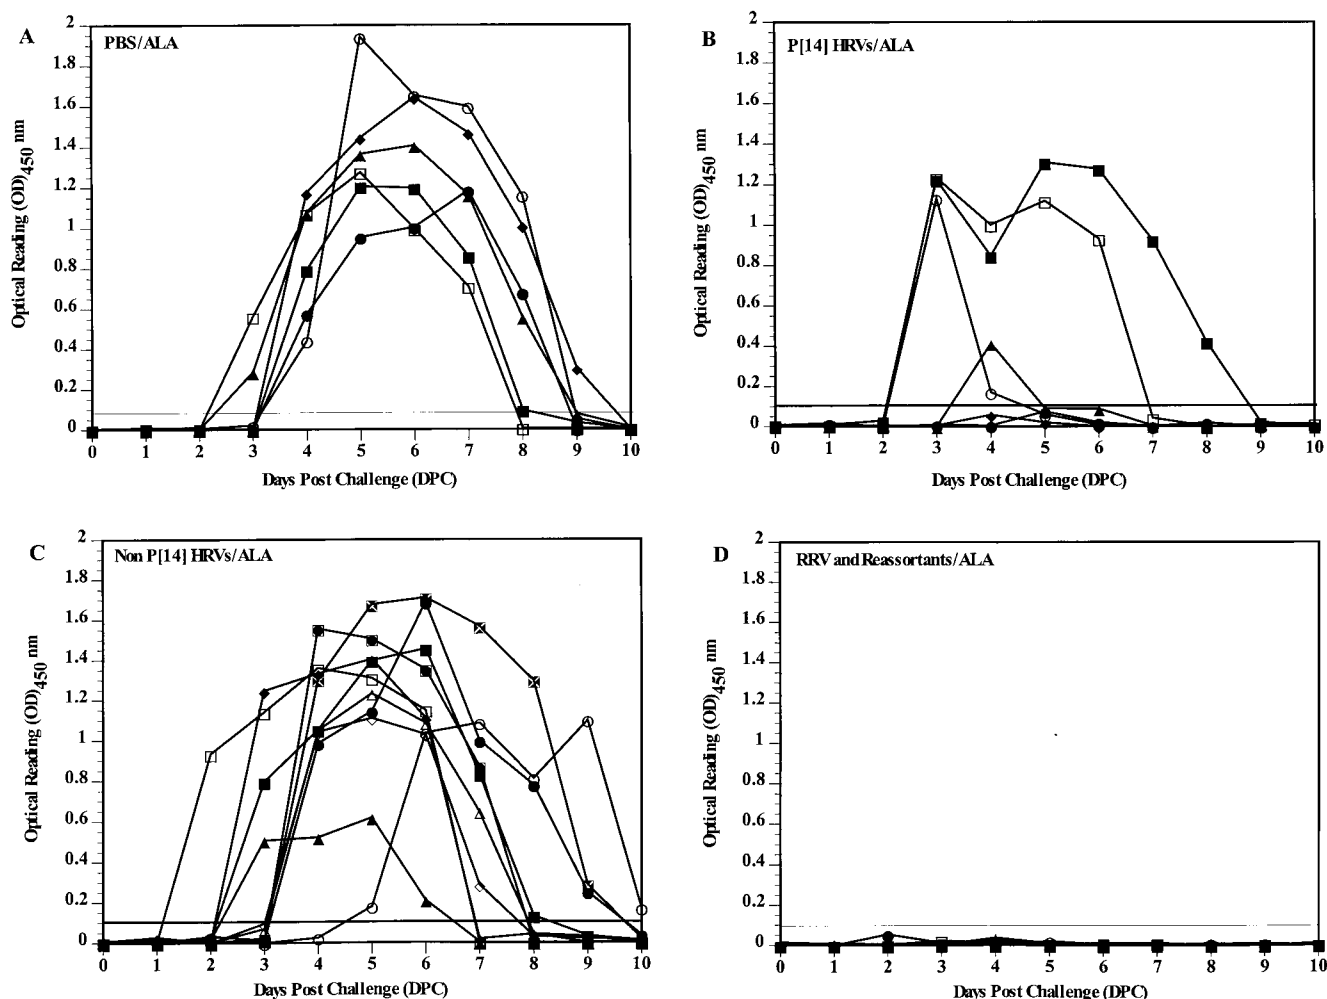 A
PBS/ALA
2
1.8
1.6
1.4
1.2
1
0.8
0.6
0.4
0.2
0
Optical Reading (OD)450 nm
0 1 2 3 4 5 6 7 8 9 10
Days Post Challenge (DPC)
B
P[14] HRVs/ALA
2
1.8
1.6
1.4
1.2
1
0.8
0.6
0.4
0.2
0
Optical Reading (OD)450 nm
0 1 2 3 4 5 6 7 8 9 10
Days Post Challenge (DPC)
C
Non P[14] HRVs/ALA
2
1.8
1.6
1.4
1.2
1
0.8
0.6
0.4
0.2
0
Optical Reading (OD)450 nm
0 1 2 3 4 5 6 7 8 9 10
Days Post Challenge (DPC)
D
RRV and Reassortants/ALA
2
1.8
1.6
1.4
1.2
1
0.8
0.6
0.4
0.2
0
Optical Reading (OD)450 nm
0 1 2 3 4 5 6 7 8 9 10
Days Post Challenge (DPC)